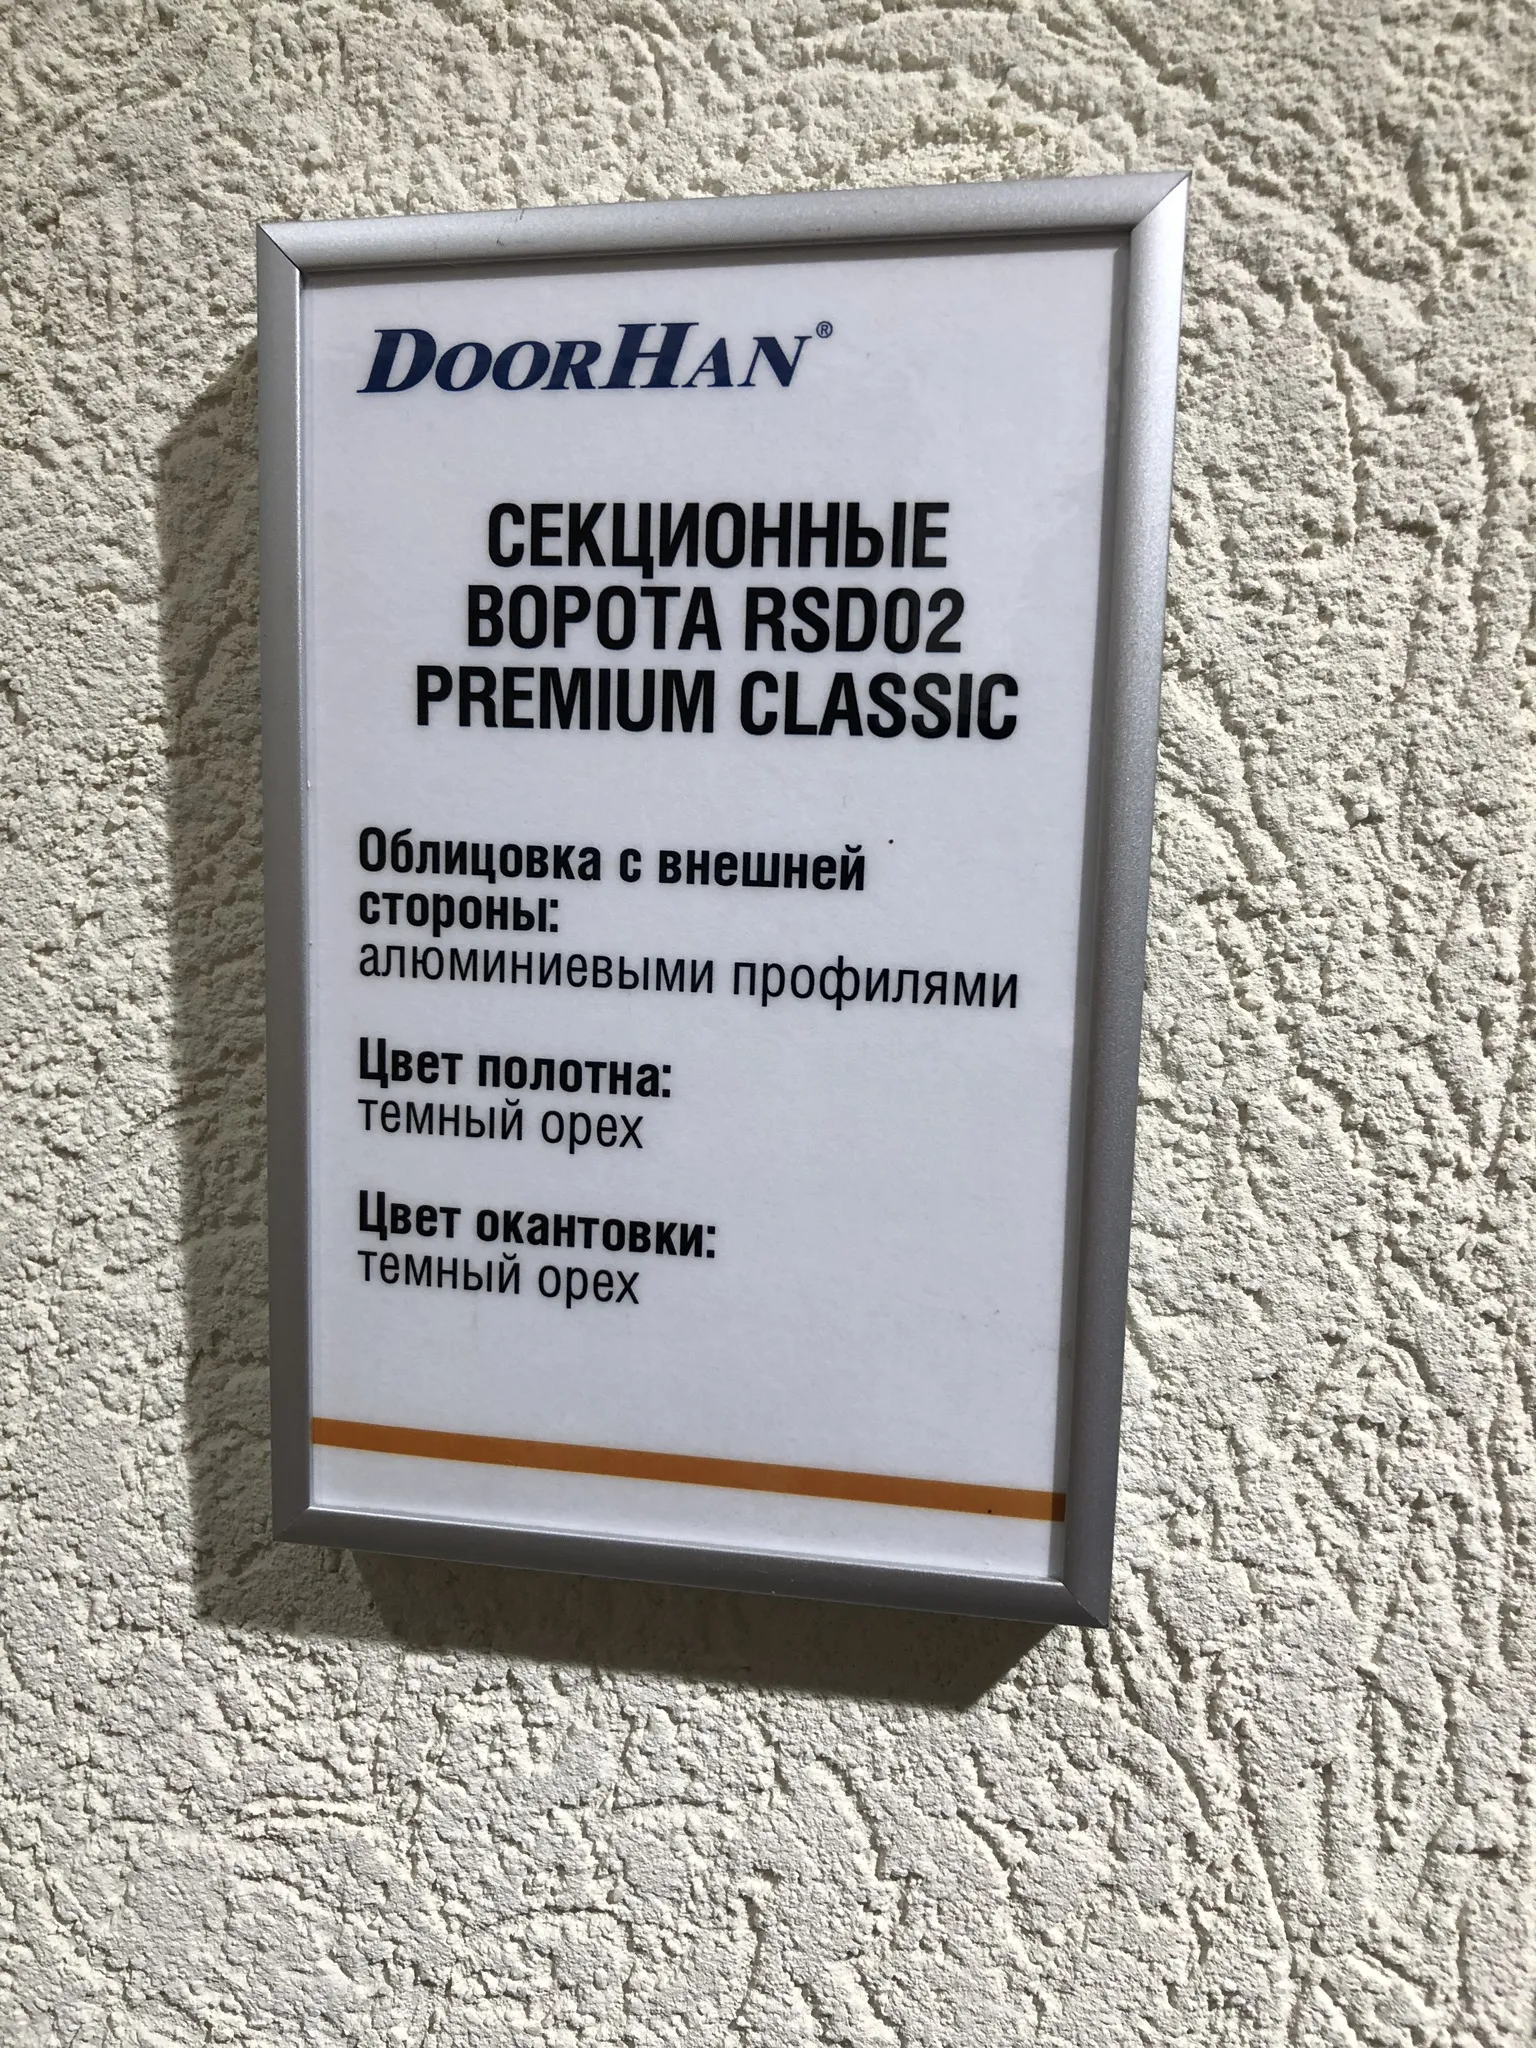 DOORHAN®
СЕКЦИОННЫЕ
ВОРОТА RSD02
PREMIUM CLASSIC
Облицовка с внешней
стороны:
алюминиевыми профилями
Цвет полотна:
темный орех
Цвет окантовки:
темный орех